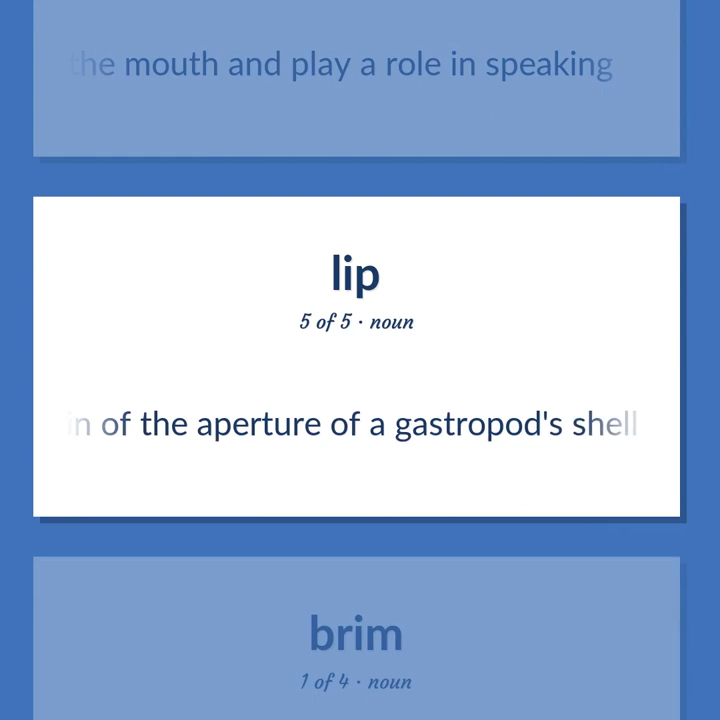 the mouth and play a role in speaking
lip
5 of 5 · noun
in of the aperture of a gastropod's shell
brim
1 of 4 · noun